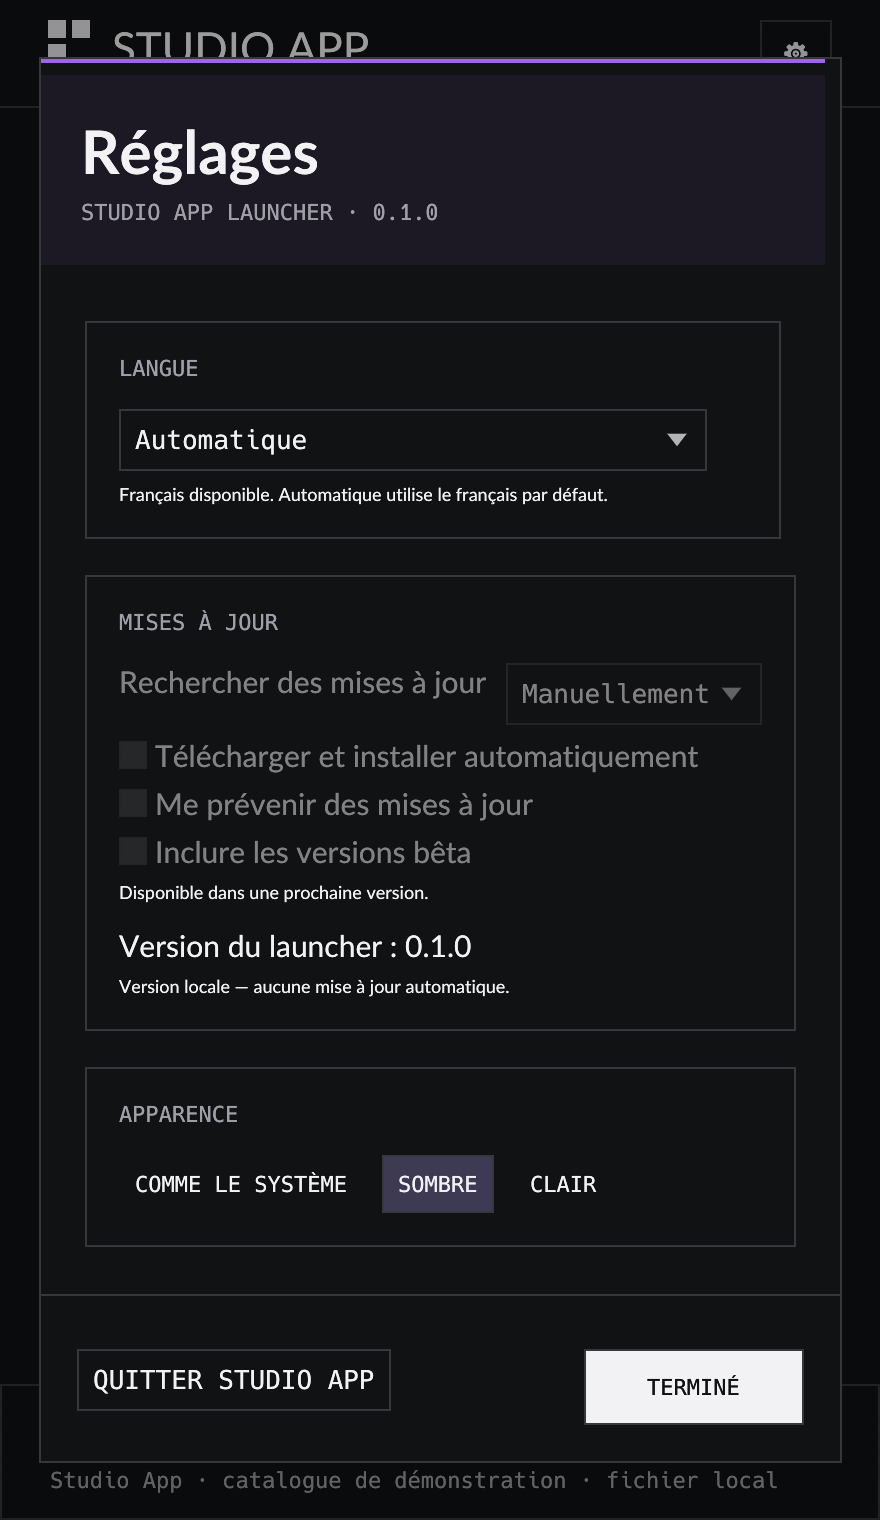 STUDIO APP
Réglages
STUDIO APP LAUNCHER · 0.1.0
LANGUE
Automatique
Français disponible. Automatique utilise le français par défaut.
MISES À JOUR
Rechercher des mises à jour Manuellement
Télécharger et installer automatiquement
Me prévenir des mises à jour
Inclure les versions bêta
Disponible dans une prochaine version.
Version du launcher : 0.1.0
Version locale — aucune mise à jour automatique.
APPARENCE
COMME LE SYSTÈME SOMBRE CLAIR
QUITTER STUDIO APP TERMINÉ
Studio App · catalogue de démonstration · fichier local